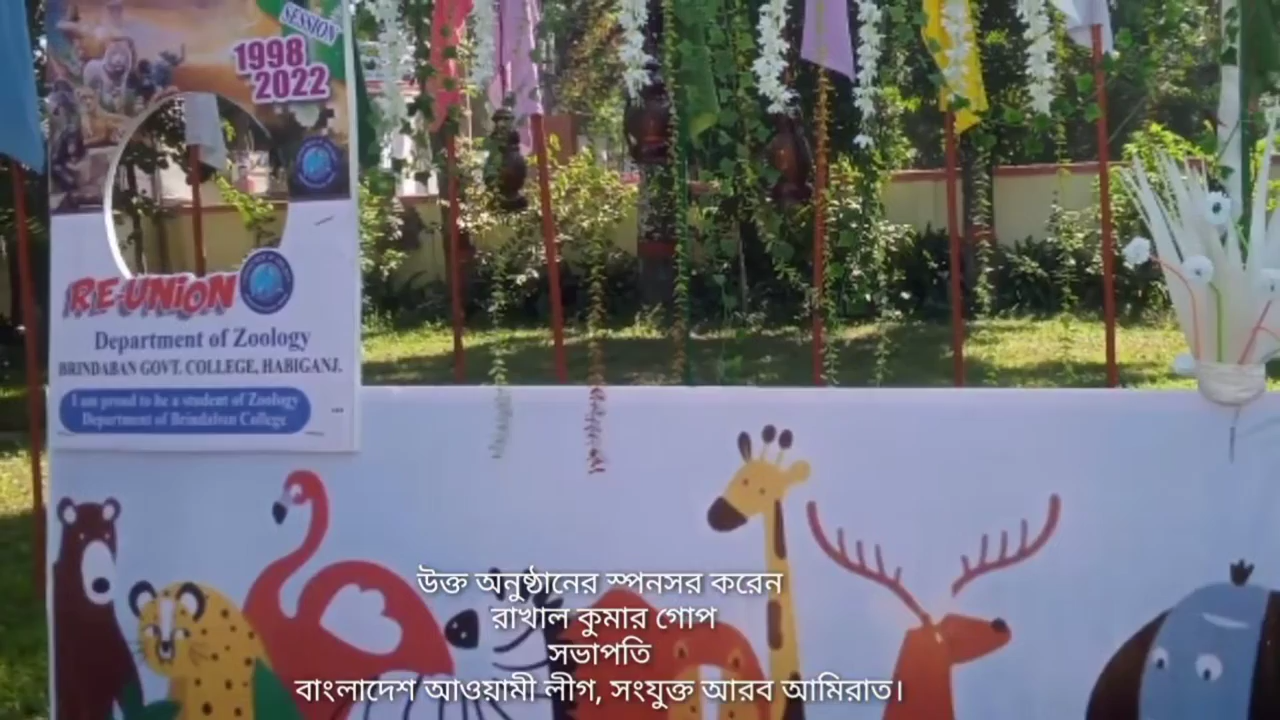 SESSION
1998
2022
RE-UNION
Department of Zoology
BRINDABAN GOVT. COLLEGE, HABIGANJ.
I am proud to be a student of Zoology
Department of Brindaban College
উক্ত অনুষ্ঠানের স্পনসর করেন
রাখাল কুমার গোপ
সভাপতি
বাংলাদেশ আওয়ামী লীগ, সংযুক্ত আরব আমিরাত।